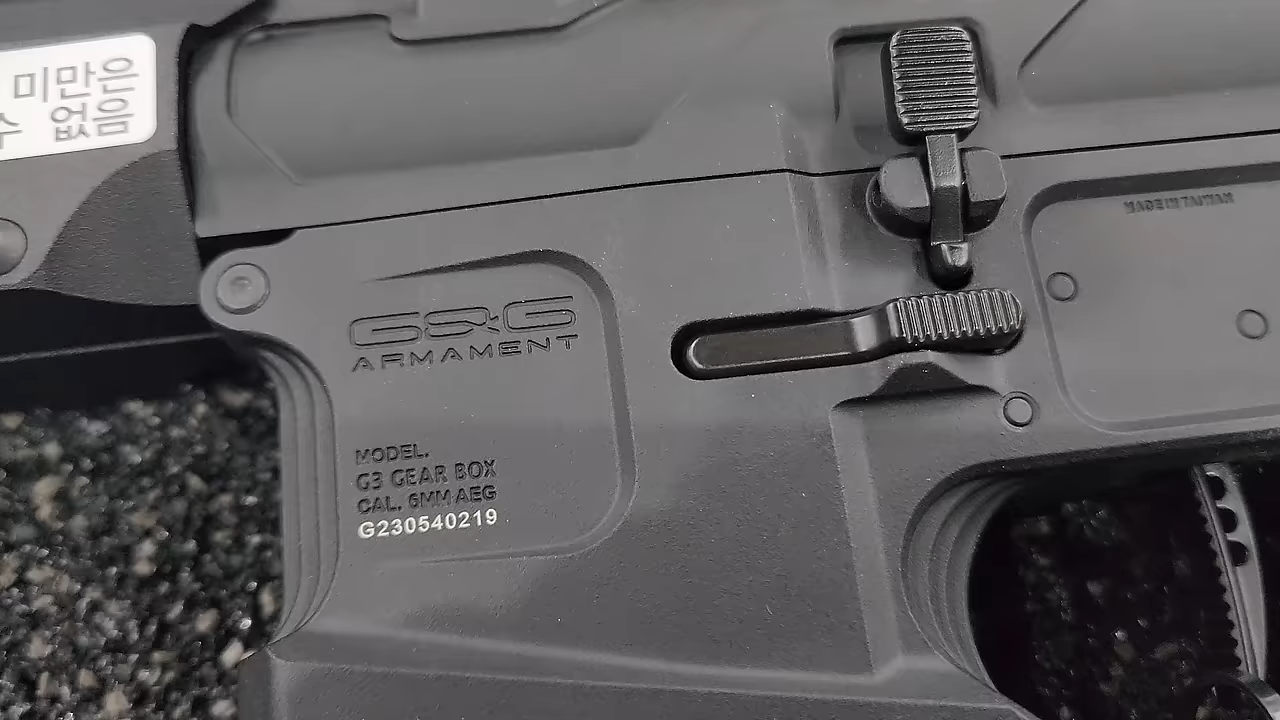 미만은
수 없음
MADE IN TAIWAN
G&G
ARMAMENT
MODEL.
G3 GEAR BOX
CAL. 6MM AEG
G230540219